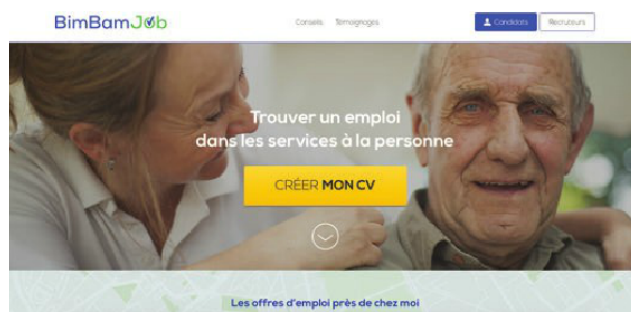 BimBamJob
Conseils Témoignages Candidats Recruteurs
Trouver un emploi
dans les services à la personne
CRÉER MON CV
Les offres d'emploi près de chez moi